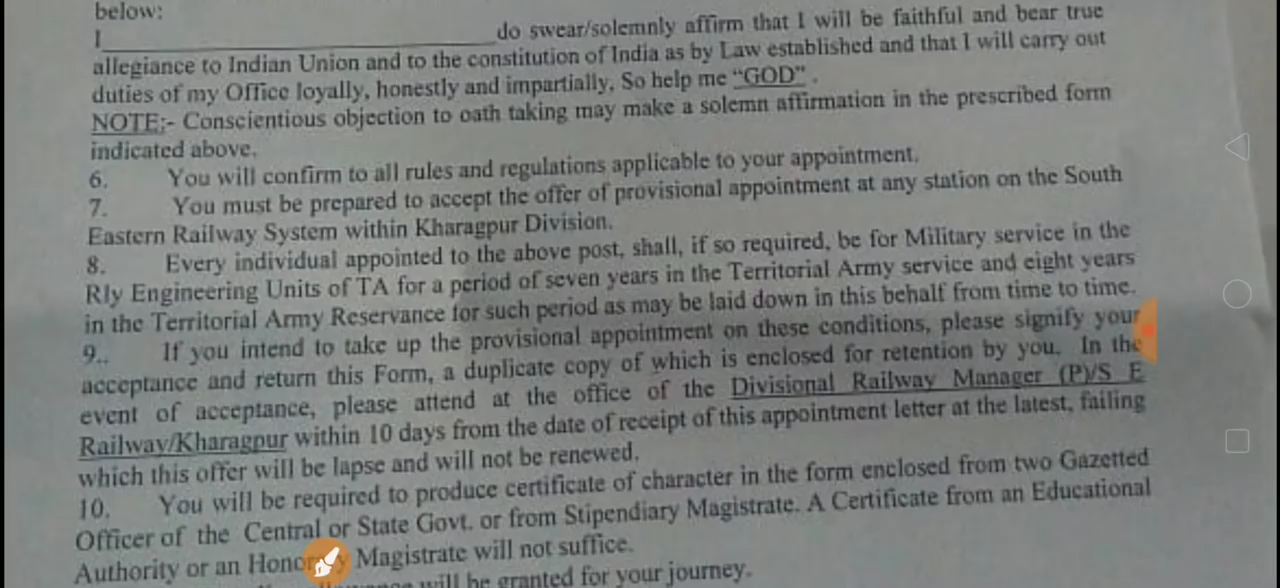 below:
I____________________do swear/solemnly affirm that I will be faithful and bear true
allegiance to Indian Union and to the constitution of India as by Law established and that I will carry out
duties of my Office loyally, honestly and impartially. So help me “GOD” .
NOTE:- Conscientious objection to oath taking may make a solemn affirmation in the prescribed form
indicated above.
6. You will confirm to all rules and regulations applicable to your appointment.
7. You must be prepared to accept the offer of provisional appointment at any station on the South
Eastern Railway System within Kharagpur Division.
8. Every individual appointed to the above post, shall, if so required, be for Military service in the
Rly Engineering Units of TA for a period of seven years in the Territorial Army service and eight years
in the Territorial Army Reservance for such period as may be laid down in this behalf from time to time.
9.. If you intend to take up the provisional appointment on these conditions, please signify your
acceptance and return this Form, a duplicate copy of which is enclosed for retention by you. In the
event of acceptance, please attend at the office of the Divisional Railway Manager (P)/S E
Railway/Kharagpur within 10 days from the date of receipt of this appointment letter at the latest, failing
which this offer will be lapse and will not be renewed.
10. You will be required to produce certificate of character in the form enclosed from two Gazetted
Officer of the Central or State Govt. or from Stipendiary Magistrate. A Certificate from an Educational
Authority or an Magistrate will not suffice.
will be granted for your journey.